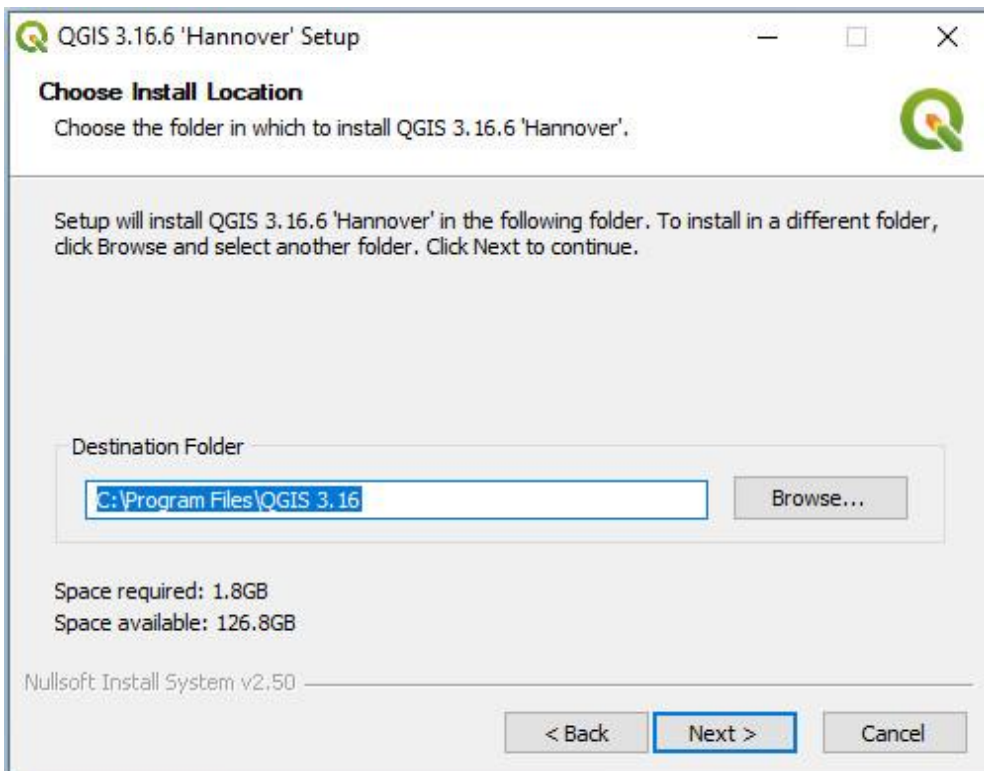 QGIS 3.16.6 'Hannover' Setup
Choose Install Location
Choose the folder in which to install QGIS 3.16.6 'Hannover'.
Setup will install QGIS 3.16.6 'Hannover' in the following folder. To install in a different folder,
click Browse and select another folder. Click Next to continue.
Destination Folder
C:\Program Files\QGIS 3.16
Browse...
Space required: 1.8GB
Space available: 126.8GB
Nullsoft Install System v2.50
< Back
Next >
Cancel